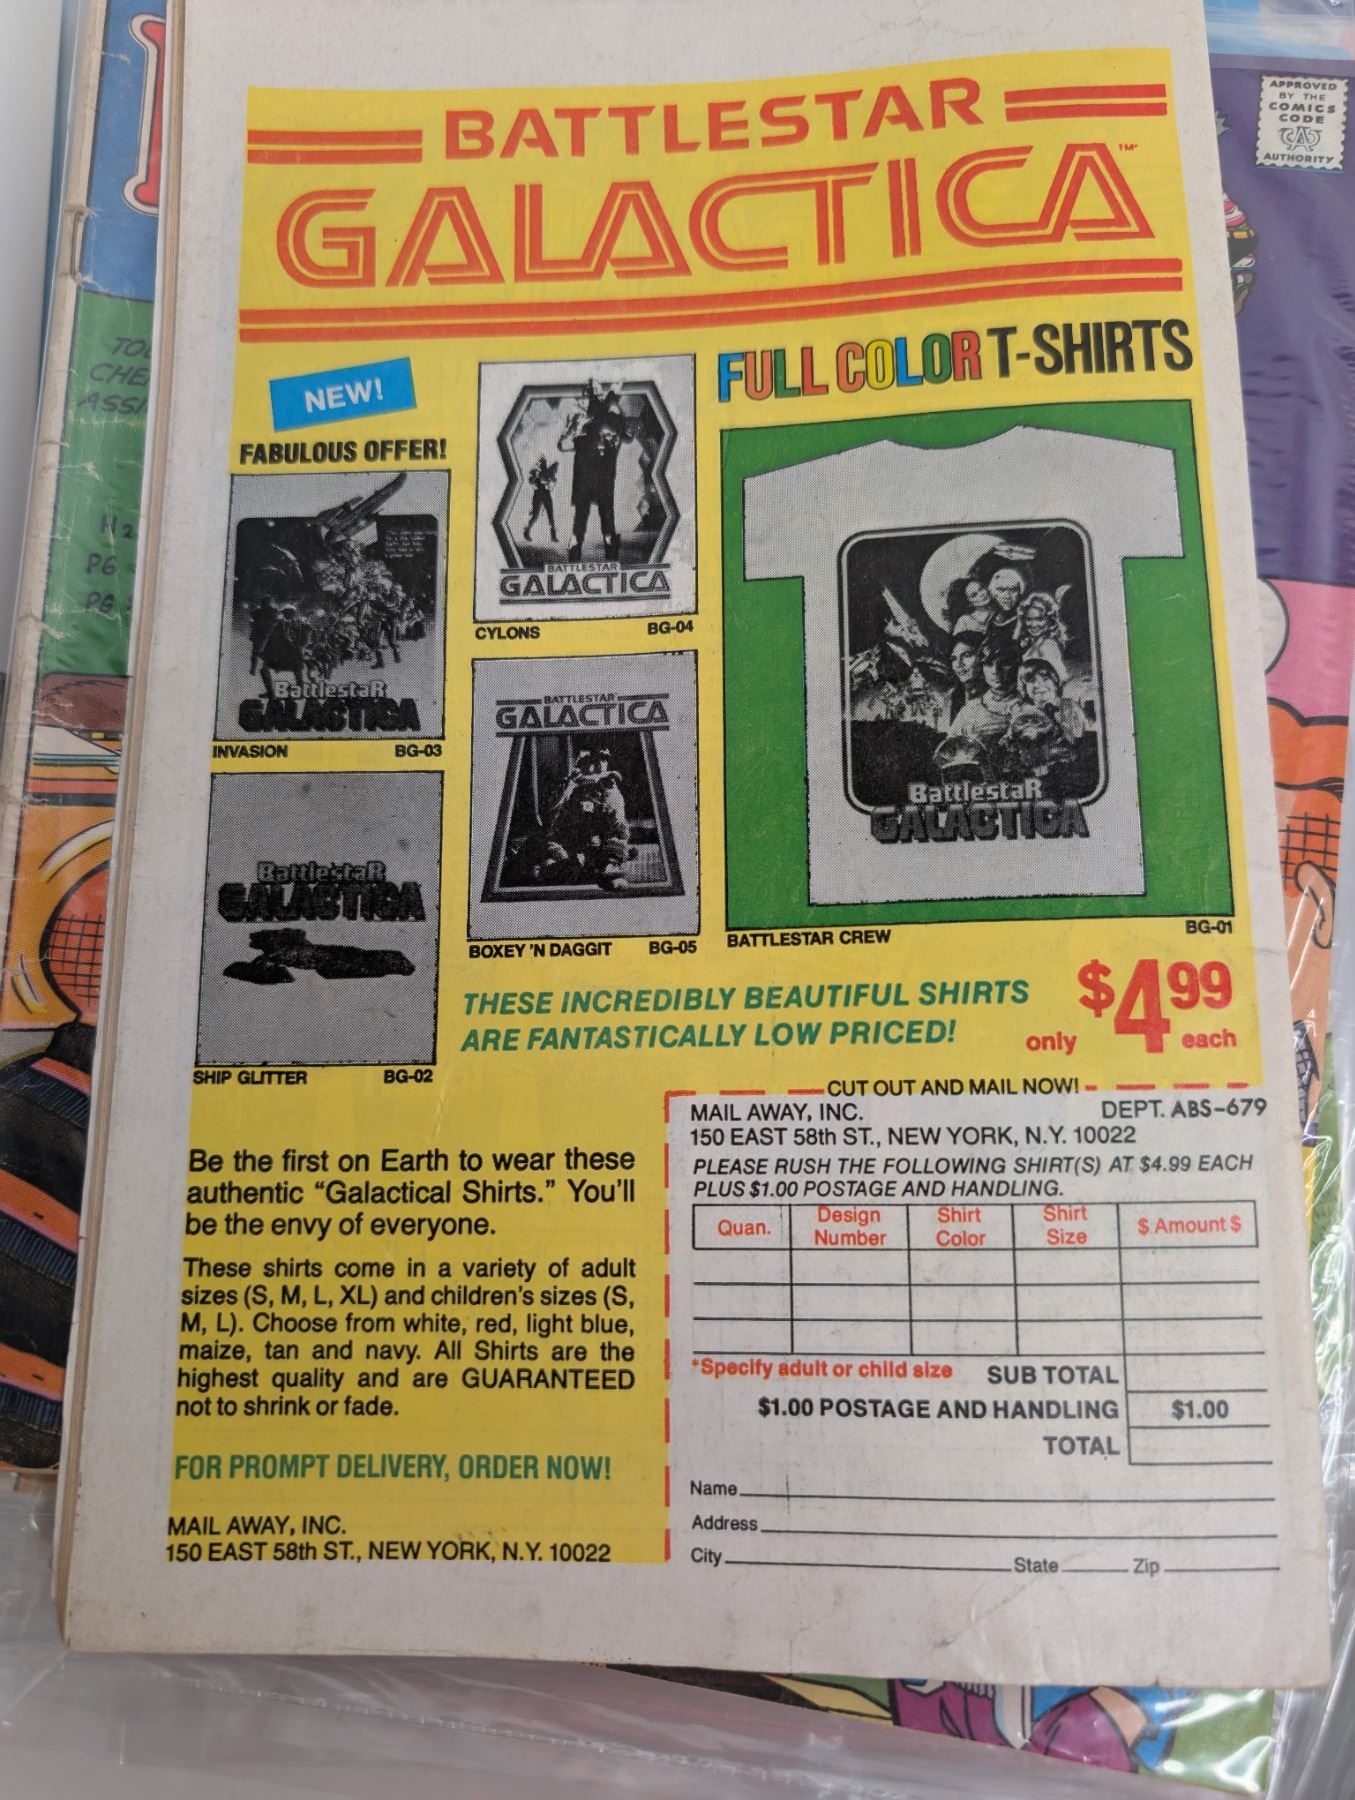 BATTLESTAR
GALACTICA™
APPROVED
BY THE
COMICS
CODE
CA
AUTHORITY
NEW!
FABULOUS OFFER!
FULL COLOR T-SHIRTS
BattlestaR
GALACTICA
INVASION BG-03
BATTLESTAR
GALACTICA
CYLONS BG-04
BattlestaR
GALACTICA
SHIP GLITTER BG-02
BATTLESTAR
GALACTICA
BOXEY 'N DAGGIT BG-05
BattlestaR
GALACTICA
BATTLESTAR CREW BG-01
THESE INCREDIBLY BEAUTIFUL SHIRTS
ARE FANTASTICALLY LOW PRICED!
only $4.99 each
Be the first on Earth to wear these
authentic “Galactical Shirts.” You'll
be the envy of everyone.
These shirts come in a variety of adult
sizes (S, M, L, XL) and children's sizes (S,
M, L). Choose from white, red, light blue,
maize, tan and navy. All Shirts are the
highest quality and are GUARANTEED
not to shrink or fade.
FOR PROMPT DELIVERY, ORDER NOW!
MAIL AWAY, INC.
150 EAST 58th ST., NEW YORK, N.Y. 10022
CUT OUT AND MAIL NOW!
MAIL AWAY, INC. DEPT. ABS-679
150 EAST 58th ST., NEW YORK, N.Y. 10022
PLEASE RUSH THE FOLLOWING SHIRT(S) AT $4.99 EACH
PLUS $1.00 POSTAGE AND HANDLING.
Quan. Design Number Shirt Color Shirt Size $ Amount $
*Specify adult or child size SUB TOTAL
$1.00 POSTAGE AND HANDLING $1.00
TOTAL
Name
Address
City State Zip
PG
PG